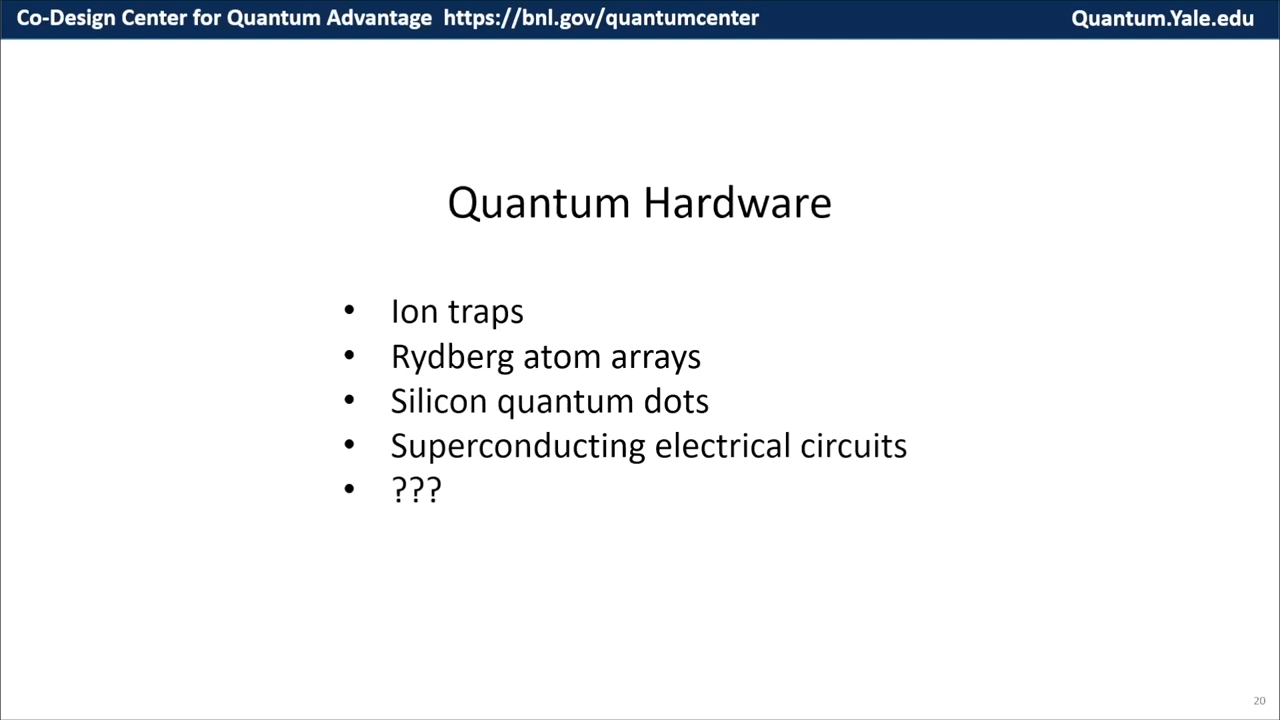 Co-Design Center for Quantum Advantage https://bnl.gov/quantumcenter Quantum.Yale.edu
Quantum Hardware
• Ion traps
• Rydberg atom arrays
• Silicon quantum dots
• Superconducting electrical circuits
• ???
20